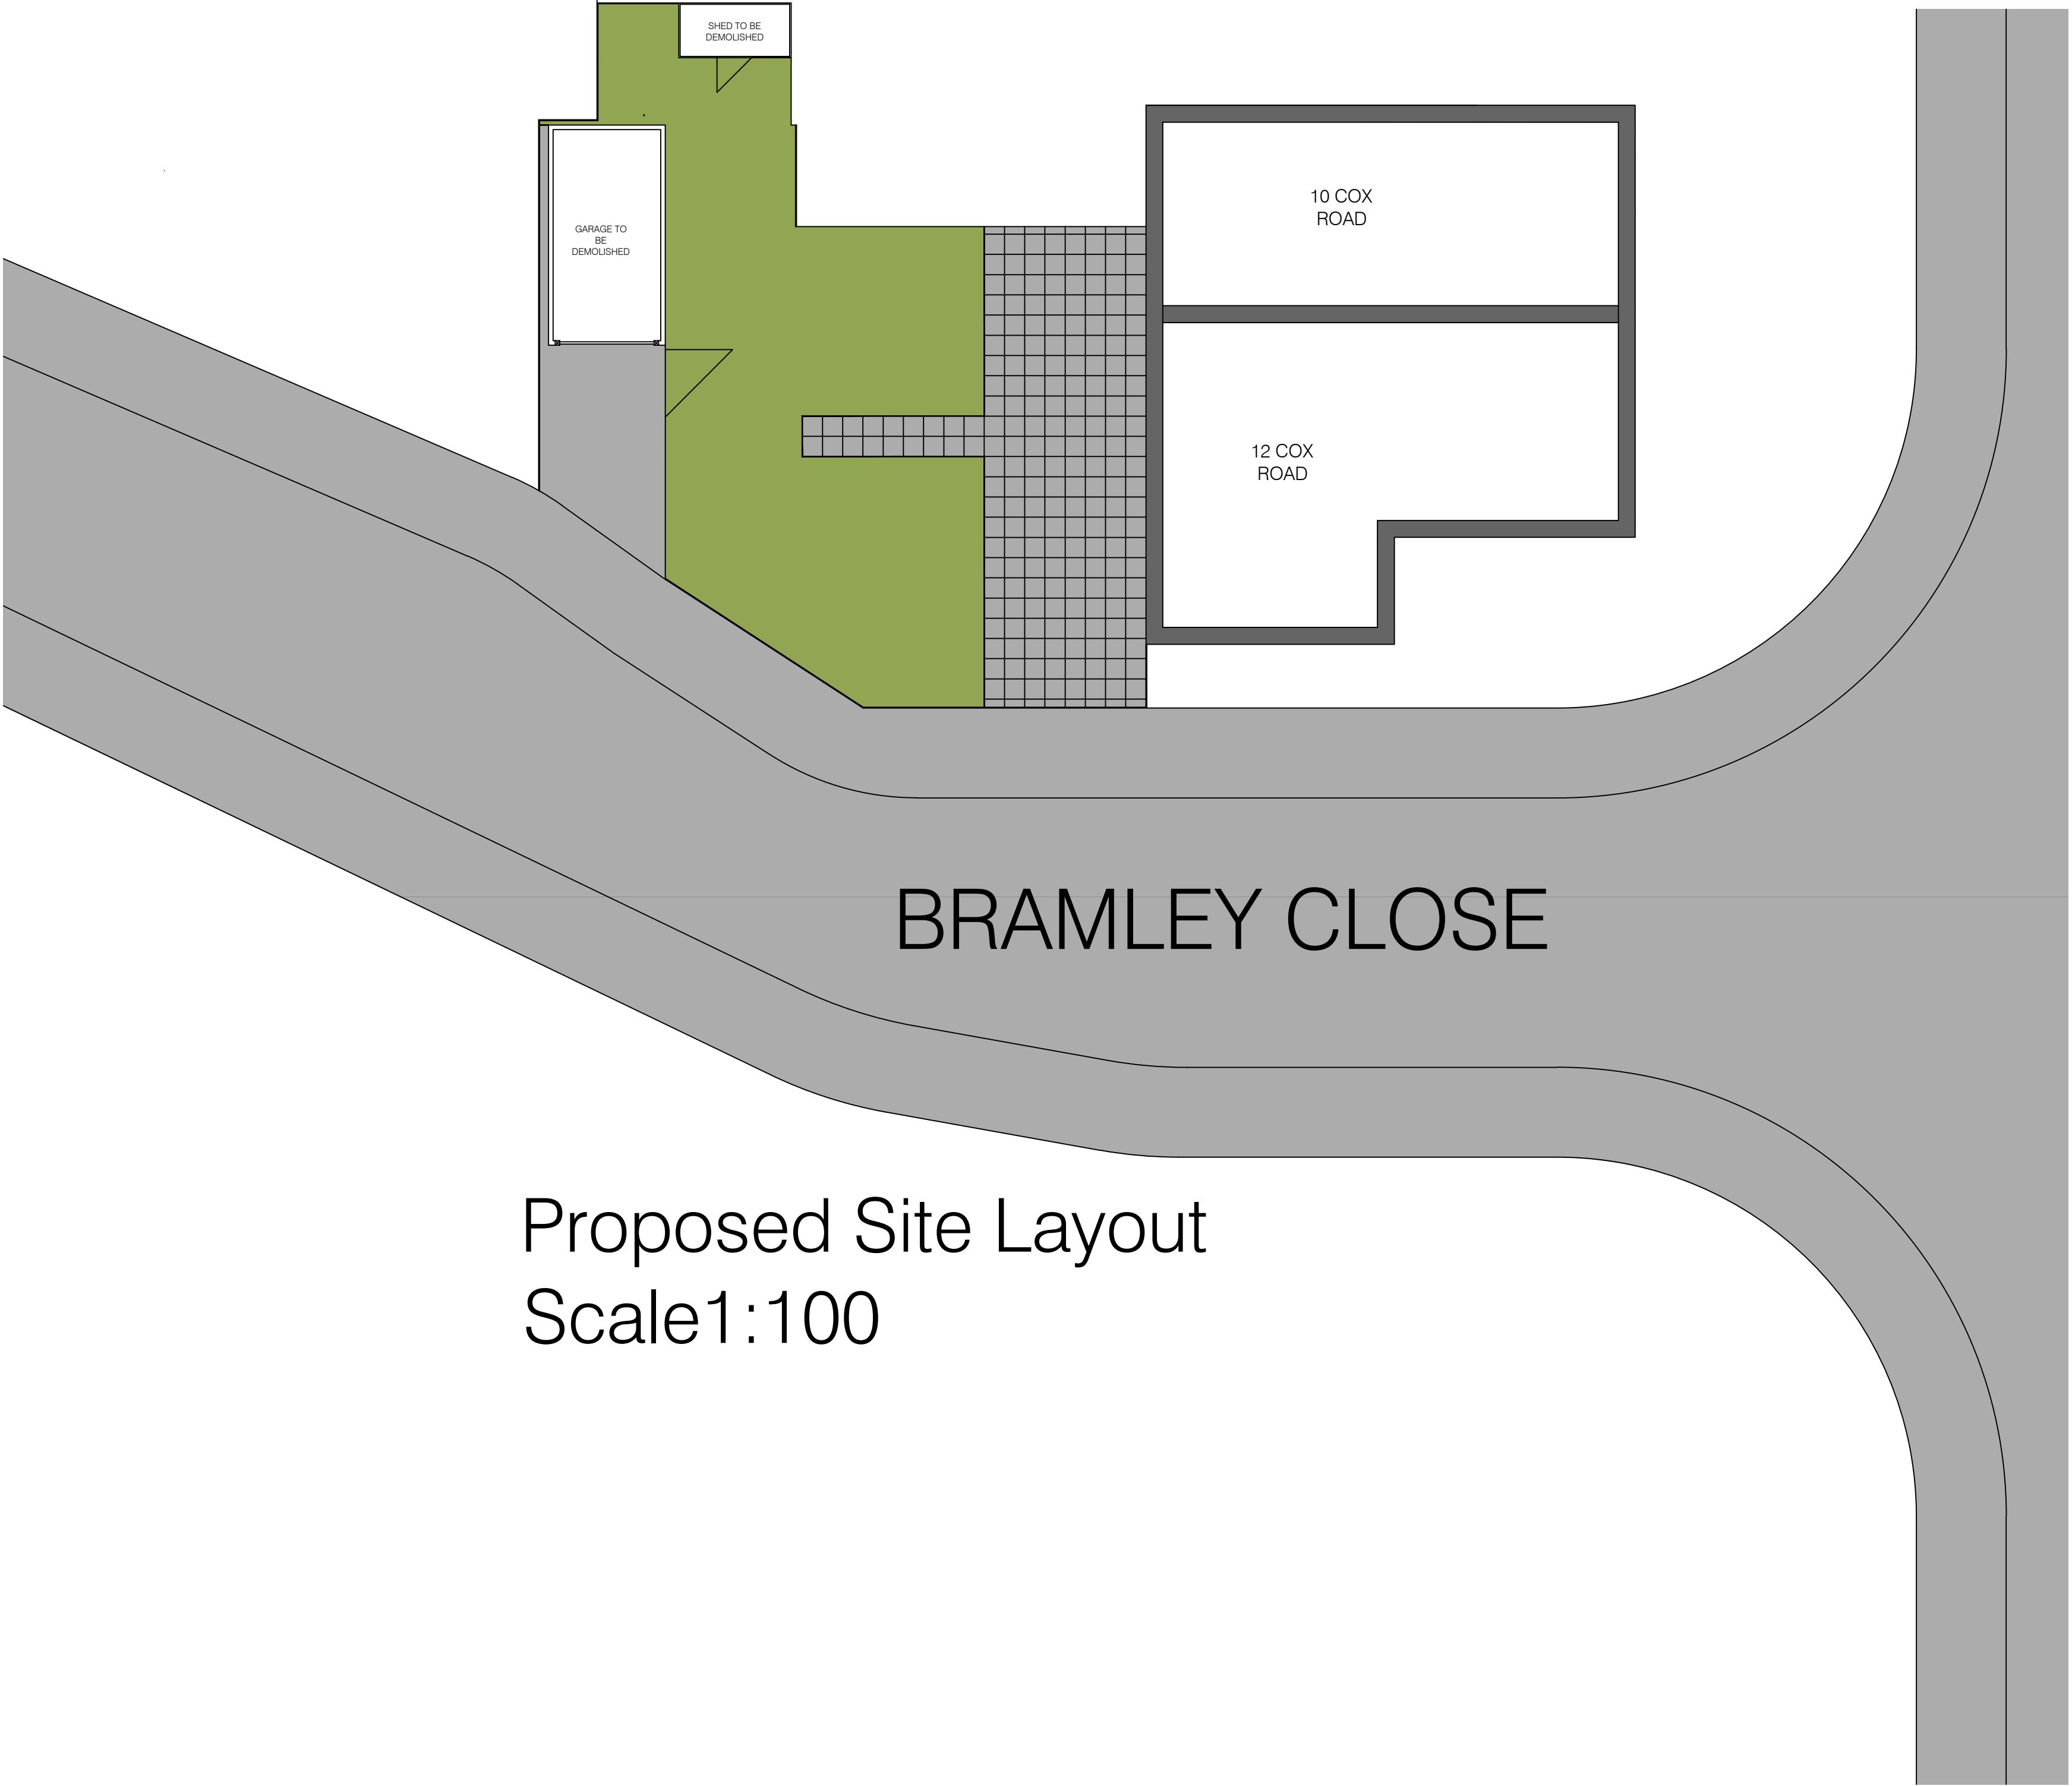 SHED TO BE
DEMOLISHED
10 COX
ROAD
GARAGE TO
BE
DEMOLISHED
12 COX
ROAD
BRAMLEY CLOSE
Proposed Site Layout
Scale1:100